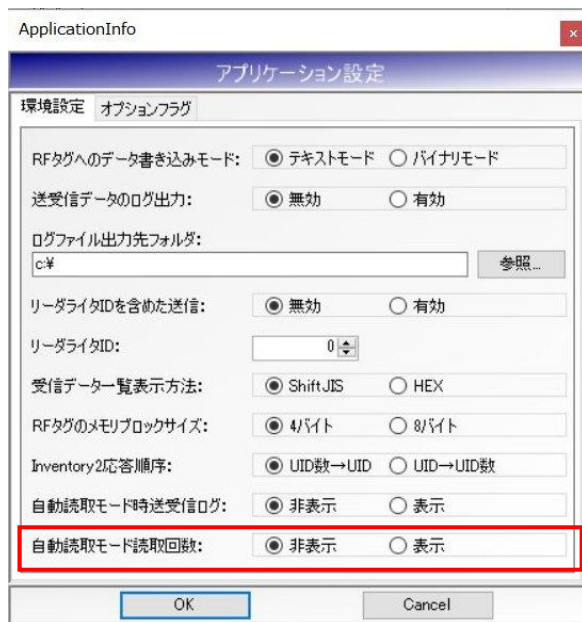 ApplicationInfo
アプリケーション設定
環境設定 オプションフラグ
RFタグへのデータ書き込みモード: テキストモード バイナリモード
送受信データのログ出力: 無効 有効
ログファイル出力先フォルダ:
c:¥ 参照...
リーダライタIDを含めた送信: 無効 有効
リーダライタID: 0
受信データ一覧表示方法: ShiftJIS HEX
RFタグのメモリブロックサイズ: 4バイト 8バイト
Inventory2応答順序: UID数→UID UID→UID数
自動読取モード時送受信ログ: 非表示 表示
自動読取モード読取回数: 非表示 表示
OK Cancel